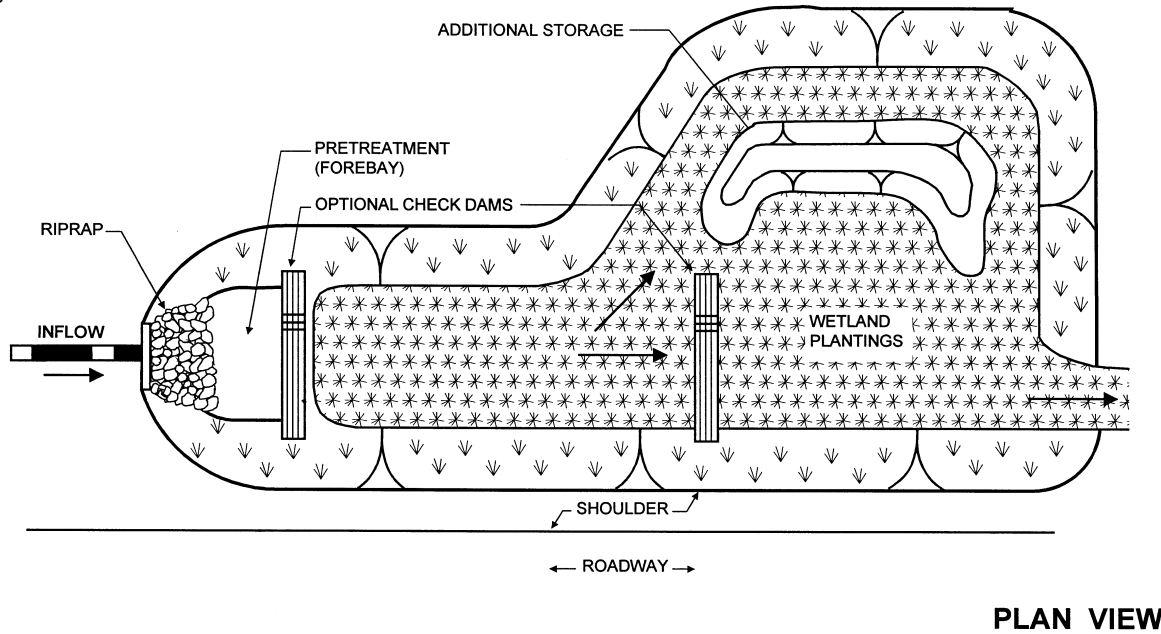 ADDITIONAL STORAGE
PRETREATMENT
(FOREBAY)
OPTIONAL CHECK DAMS
RIPRAP
INFLOW
WETLAND
PLANTINGS
SHOULDER
ROADWAY
PLAN VIEW